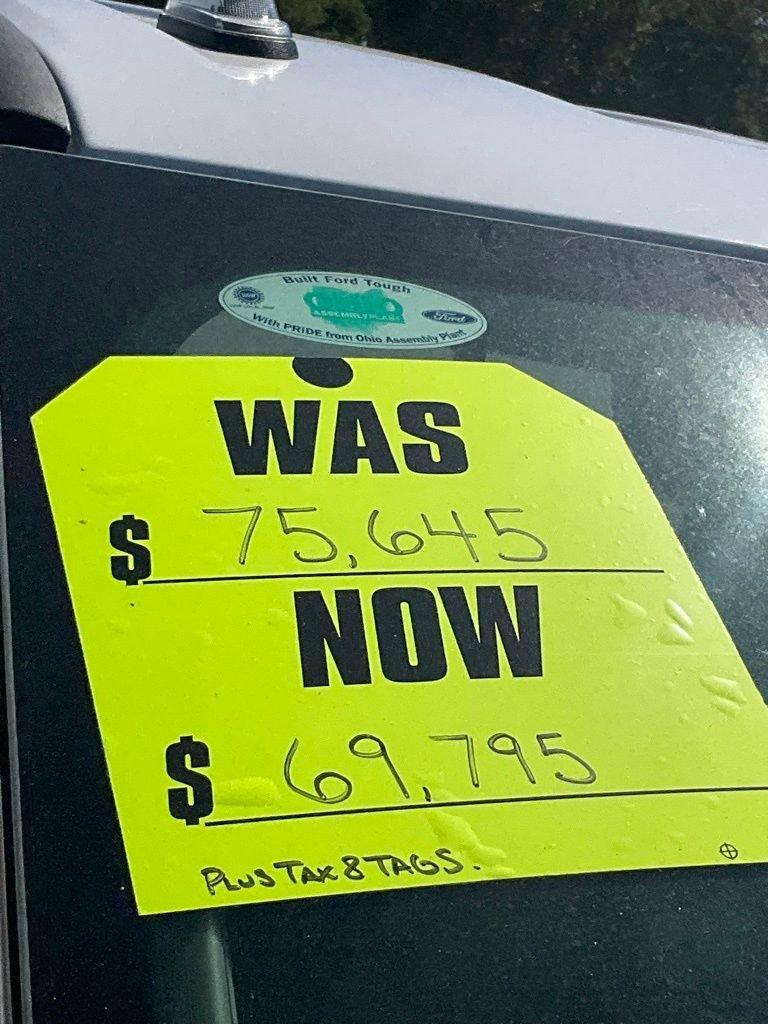 Built Ford Tough
ASSEMBLY PLANT
Ford
With PRIDE from Ohio Assembly Plant
WAS
$ 75,645
NOW
$ 69,795
PLUS TAX & TAGS.